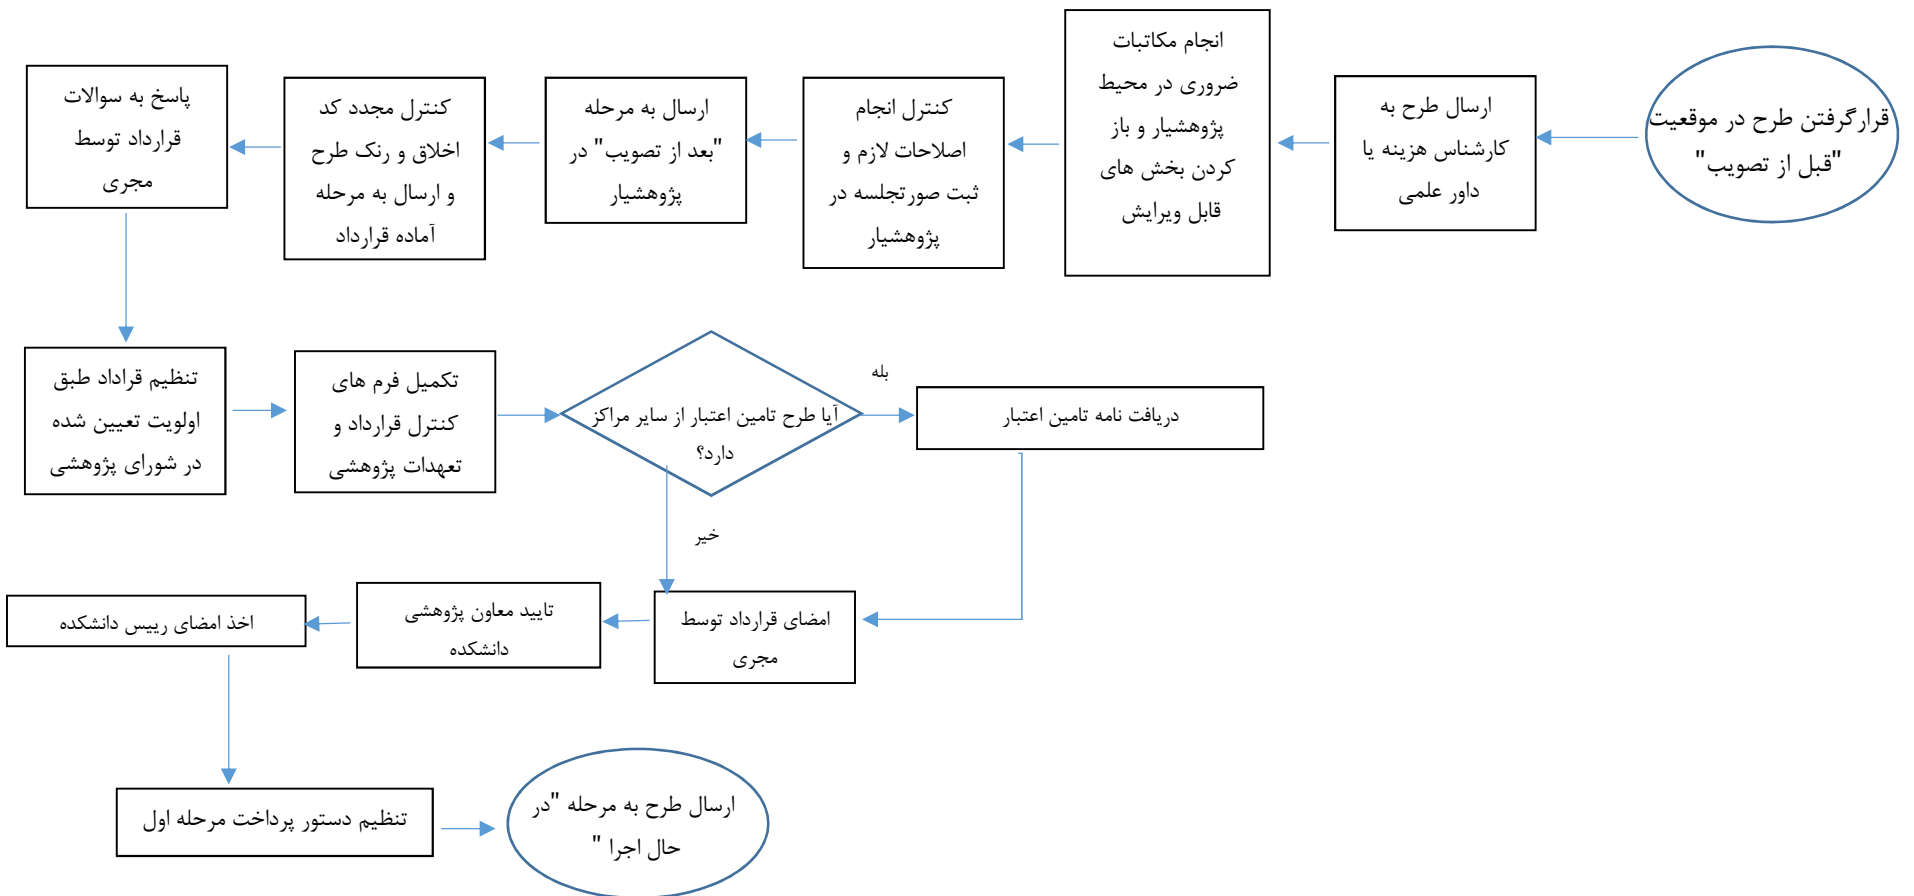 قرارگرفتن طرح در موقعیت
"قبل از تصویب"
ارسال طرح به
کارشناس هزینه یا
داور علمی
انجام مکاتبات
ضروری در محیط
پژوهشیار و باز
کردن بخش های
قابل ویرایش
کنترل انجام
اصلاحات لازم و
ثبت صورتجلسه در
پژوهشیار
ارسال به مرحله
"بعد از تصویب" در
پژوهشیار
کنترل مجدد کد
اخلاق و رنک طرح
و ارسال به مرحله
آماده قرارداد
پاسخ به سوالات
قرارداد توسط
مجری
تنظیم قراداد طبق
اولویت تعیین شده
در شورای پژوهشی
تکمیل فرم های
کنترل قرارداد و
تعهدات پژوهشی
آیا طرح تامین اعتبار از سایر مراکز
دارد؟
بله
دریافت نامه تامین اعتبار
خیر
امضای قرارداد توسط
مجری
تایید معاون پژوهشی
دانشکده
اخذ امضای رییس دانشکده
تنظیم دستور پرداخت مرحله اول
ارسال طرح به مرحله "در
حال اجرا "